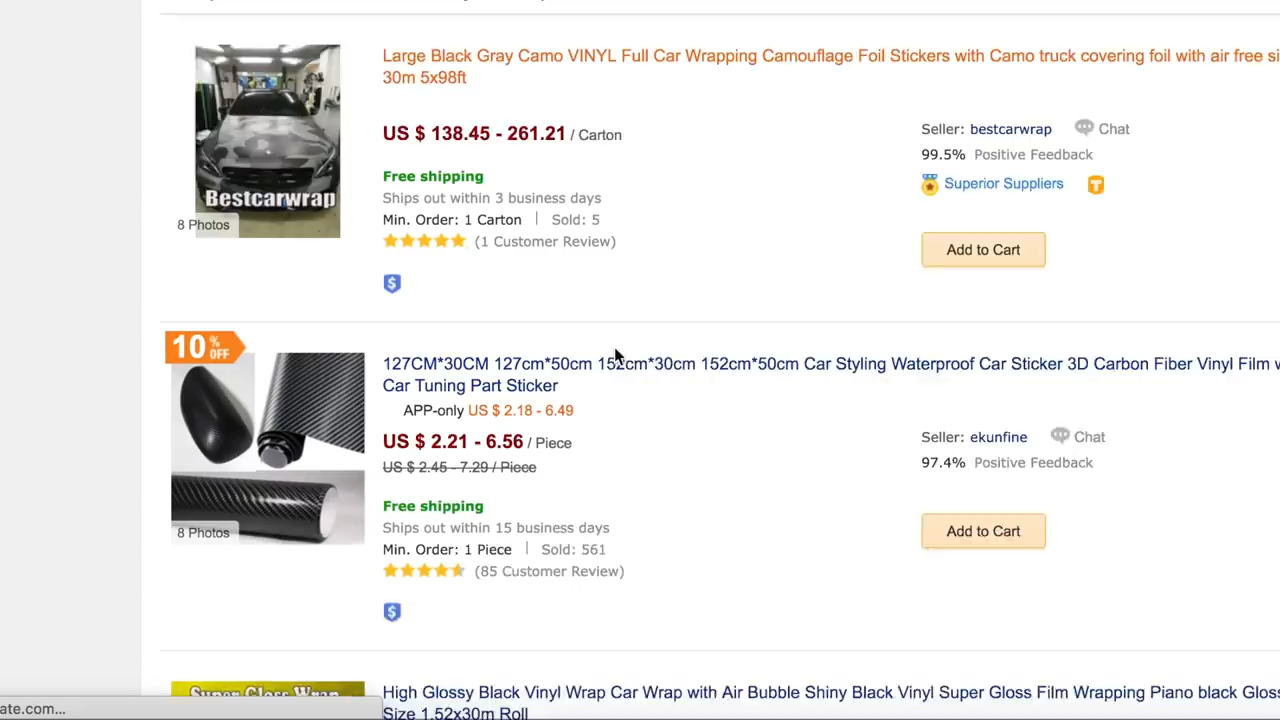 Large Black Gray Camo VINYL Full Car Wrapping Camouflage Foil Stickers with Camo truck covering foil with air free si
30m 5x98ft
US $ 138.45 - 261.21 / Carton
Free shipping
Ships out within 3 business days
Min. Order: 1 Carton | Sold: 5
(1 Customer Review)
Seller: bestcarwrap Chat
99.5% Positive Feedback
Superior Suppliers T
Add to Cart
Bestcarwrap
8 Photos
$
10% OFF
127CM*30CM 127cm*50cm 152cm*30cm 152cm*50cm Car Styling Waterproof Car Sticker 3D Carbon Fiber Vinyl Film w
Car Tuning Part Sticker
APP-only US $ 2.18 - 6.49
US $ 2.21 - 6.56 / Piece
US $ 2.45 - 7.29 / Piece
Free shipping
Ships out within 15 business days
Min. Order: 1 Piece | Sold: 561
(85 Customer Review)
Seller: ekunfine Chat
97.4% Positive Feedback
Add to Cart
8 Photos
$
Super Gloss Wrap
High Glossy Black Vinyl Wrap Car Wrap with Air Bubble Shiny Black Vinyl Super Gloss Film Wrapping Piano black Gloss
Size 1.52x30m Roll
ate.com...